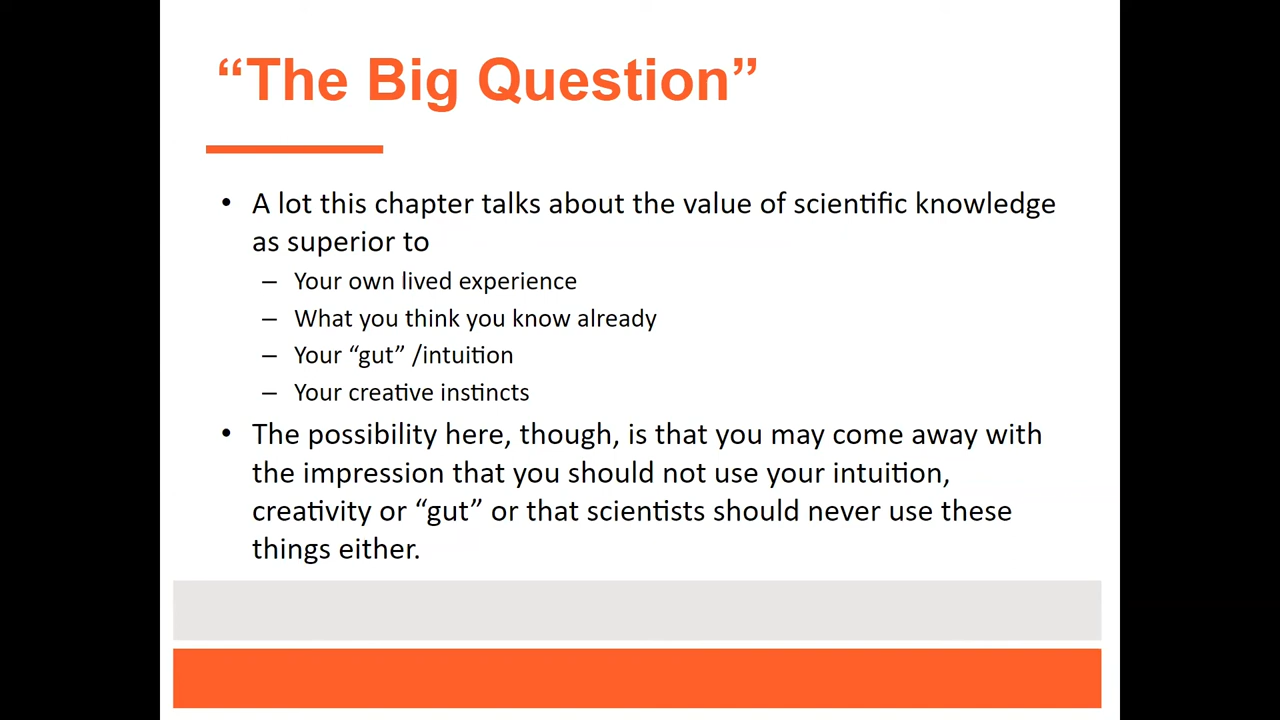 “The Big Question”
• A lot this chapter talks about the value of scientific knowledge
as superior to
– Your own lived experience
– What you think you know already
– Your “gut” /intuition
– Your creative instincts
• The possibility here, though, is that you may come away with
the impression that you should not use your intuition,
creativity or “gut” or that scientists should never use these
things either.